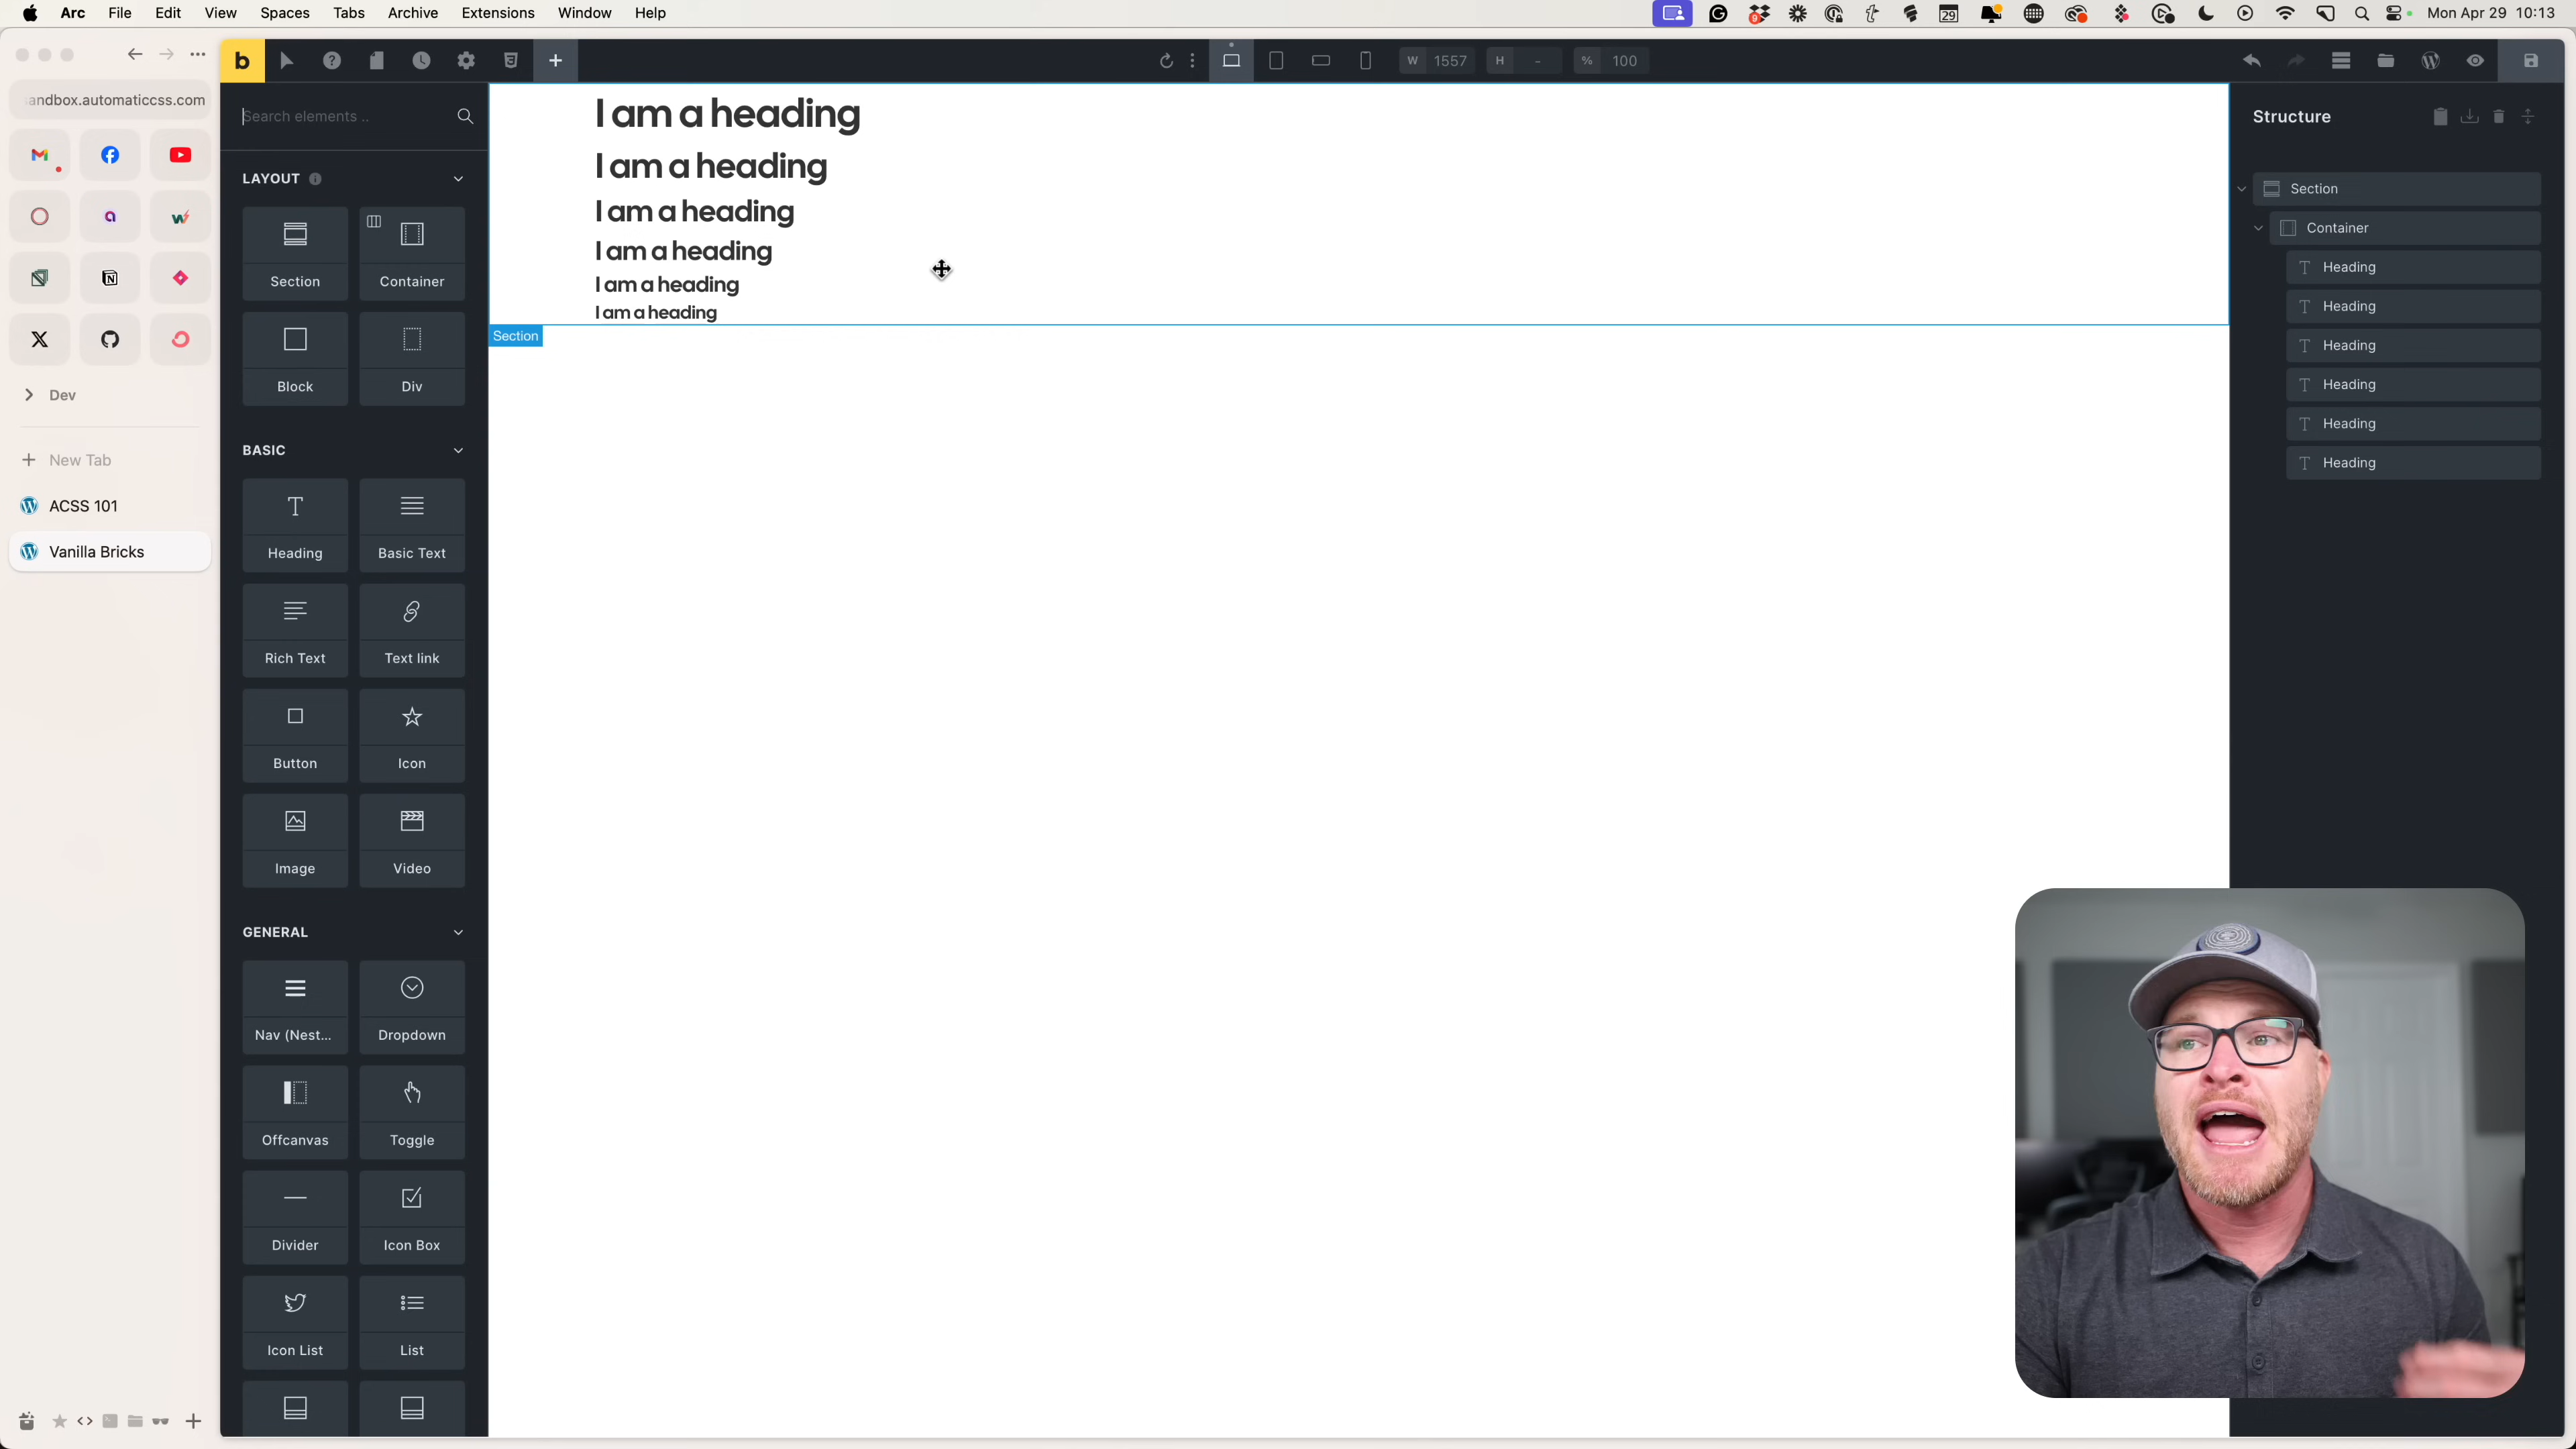 Arc File Edit View Spaces Tabs Archive Extensions Window Help
9
29
Mon Apr 29 10:13
andbox.automaticcss.com
Dev
New Tab
ACSS 101
Vanilla Bricks
b
W 1557 H - % 100
Search elements ..
LAYOUT
Section
Container
Block
Div
BASIC
Heading
Basic Text
Rich Text
Text link
Button
Icon
Image
Video
GENERAL
Nav (Nest...
Dropdown
Offcanvas
Toggle
Divider
Icon Box
Icon List
List
I am a heading
I am a heading
I am a heading
I am a heading
I am a heading
I am a heading
Section
Structure
Section
Container
Heading
Heading
Heading
Heading
Heading
Heading